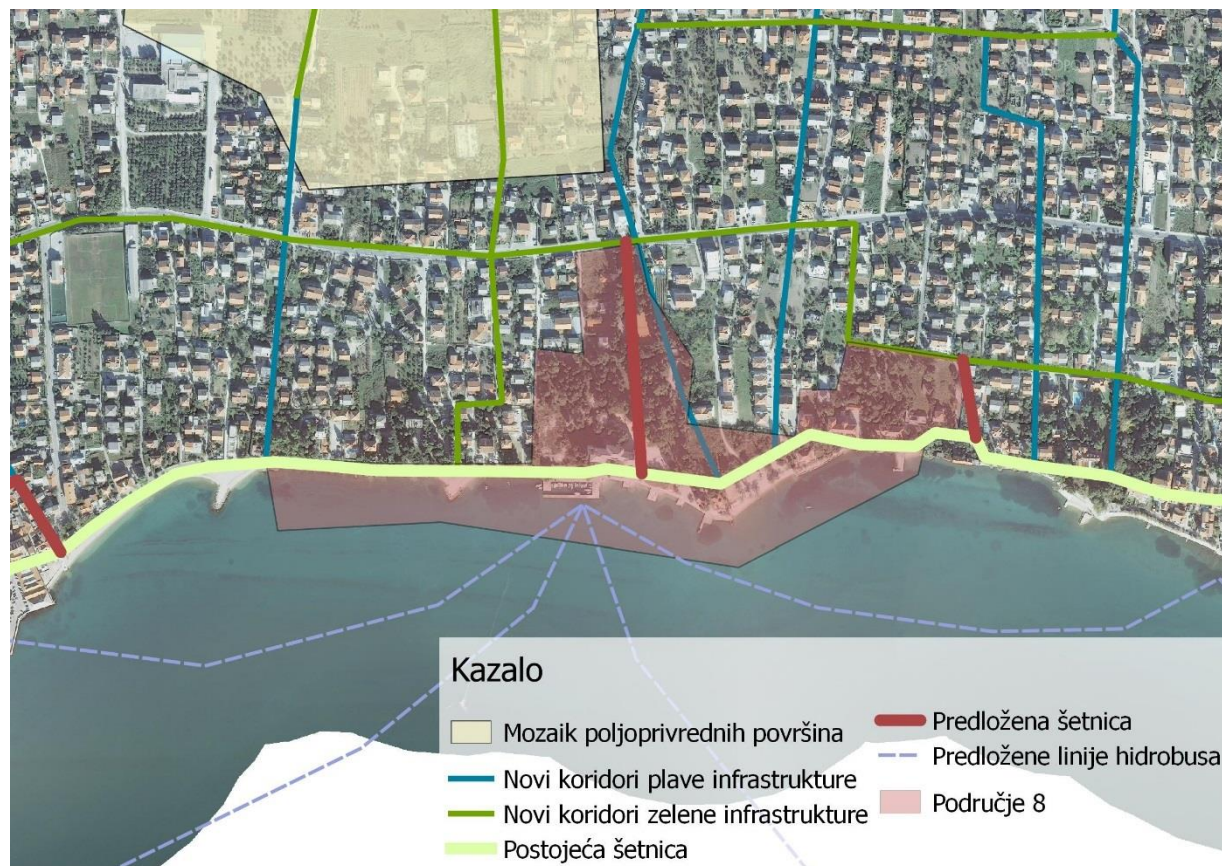 Kazalo
Mozaik poljoprivrednih površina
Novi koridori plave infrastrukture
Novi koridori zelene infrastrukture
Postojeća šetnica
Predložena šetnica
Predložene linije hidrobusa
Područje 8